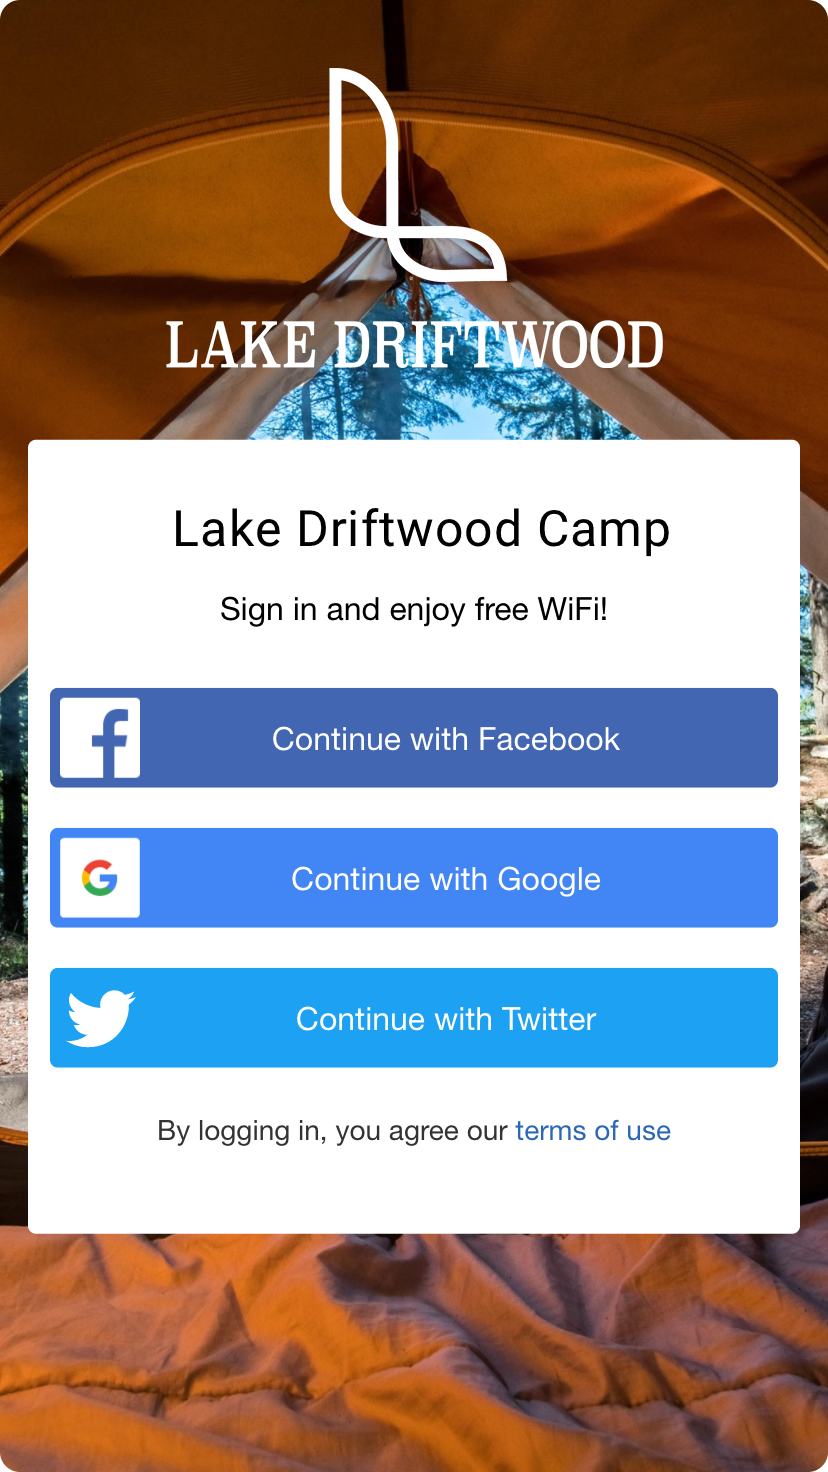 LAKE DRIFTWOOD
Lake Driftwood Camp
Sign in and enjoy free WiFi!
Continue with Facebook
Continue with Google
Continue with Twitter
By logging in, you agree our terms of use